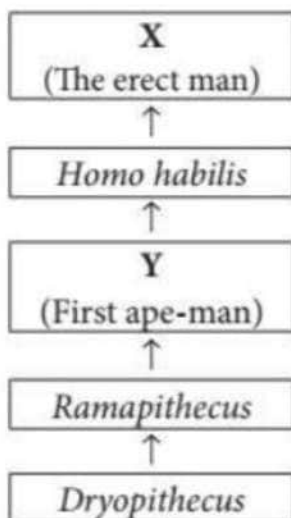 X
(The erect man)
↑
Homo habilis
↑
Y
(First ape-man)
↑
Ramapithecus
↑
Dryopithecus